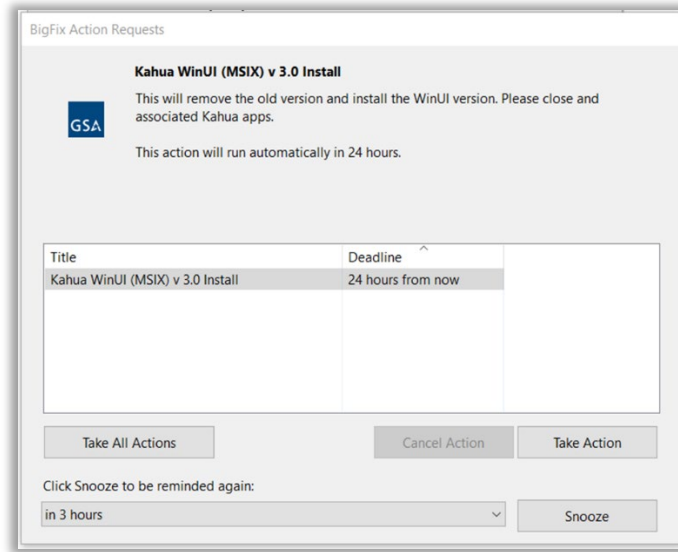 BigFix Action Requests
Kahua WinUI (MSIX) v 3.0 Install
This will remove the old version and install the WinUI version. Please close and
associated Kahua apps.
GSA
This action will run automatically in 24 hours.
Title Deadline
Kahua WinUI (MSIX) v 3.0 Install 24 hours from now
Take All Actions Cancel Action Take Action
Click Snooze to be reminded again:
in 3 hours Snooze